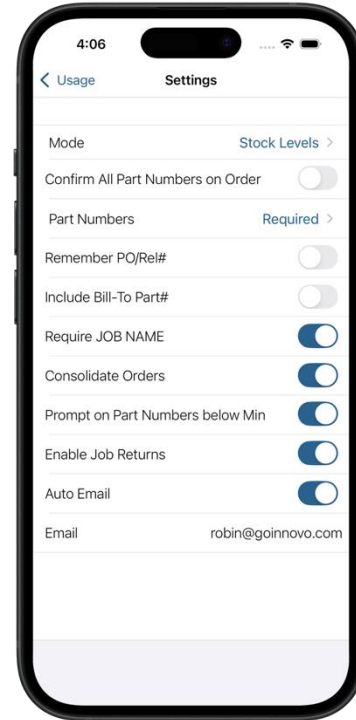 4:06
Usage Settings
Mode Stock Levels
Confirm All Part Numbers on Order
Part Numbers Required
Remember PO/Rel#
Include Bill-To Part#
Require JOB NAME
Consolidate Orders
Prompt on Part Numbers below Min
Enable Job Returns
Auto Email
Email robin@goinnovo.com